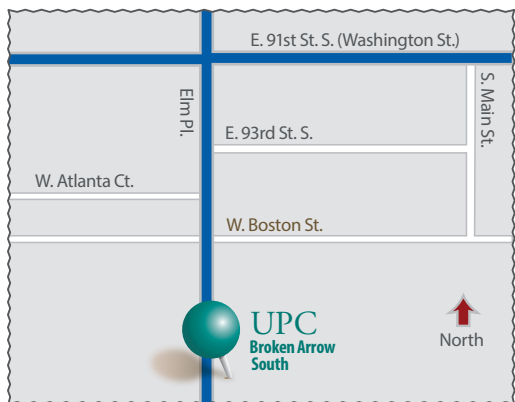 E. 91st St. S. (Washington St.)
Elm Pl.
S. Main St.
E. 93rd St. S.
W. Atlanta Ct.
W. Boston St.
UPC
Broken Arrow
South
North